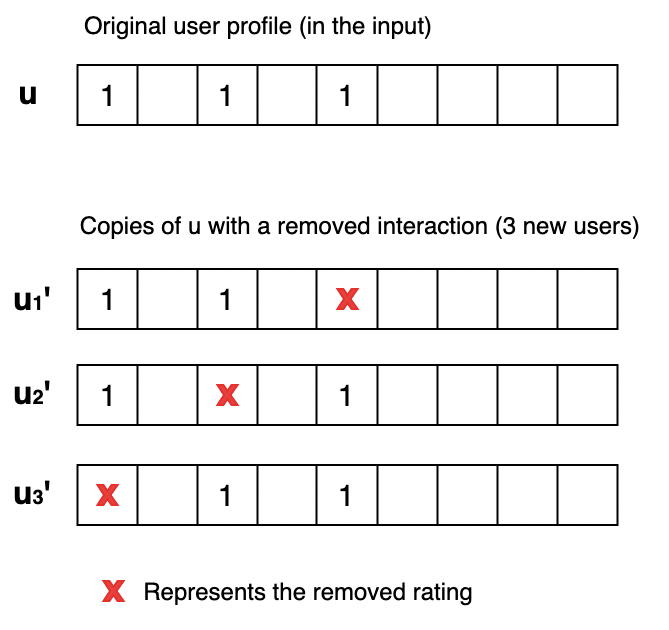 Original user profile (in the input)
u 1 1 1
Copies of u with a removed interaction (3 new users)
u1' 1 1 X
u2' 1 X 1
u3' X 1 1
X Represents the removed rating